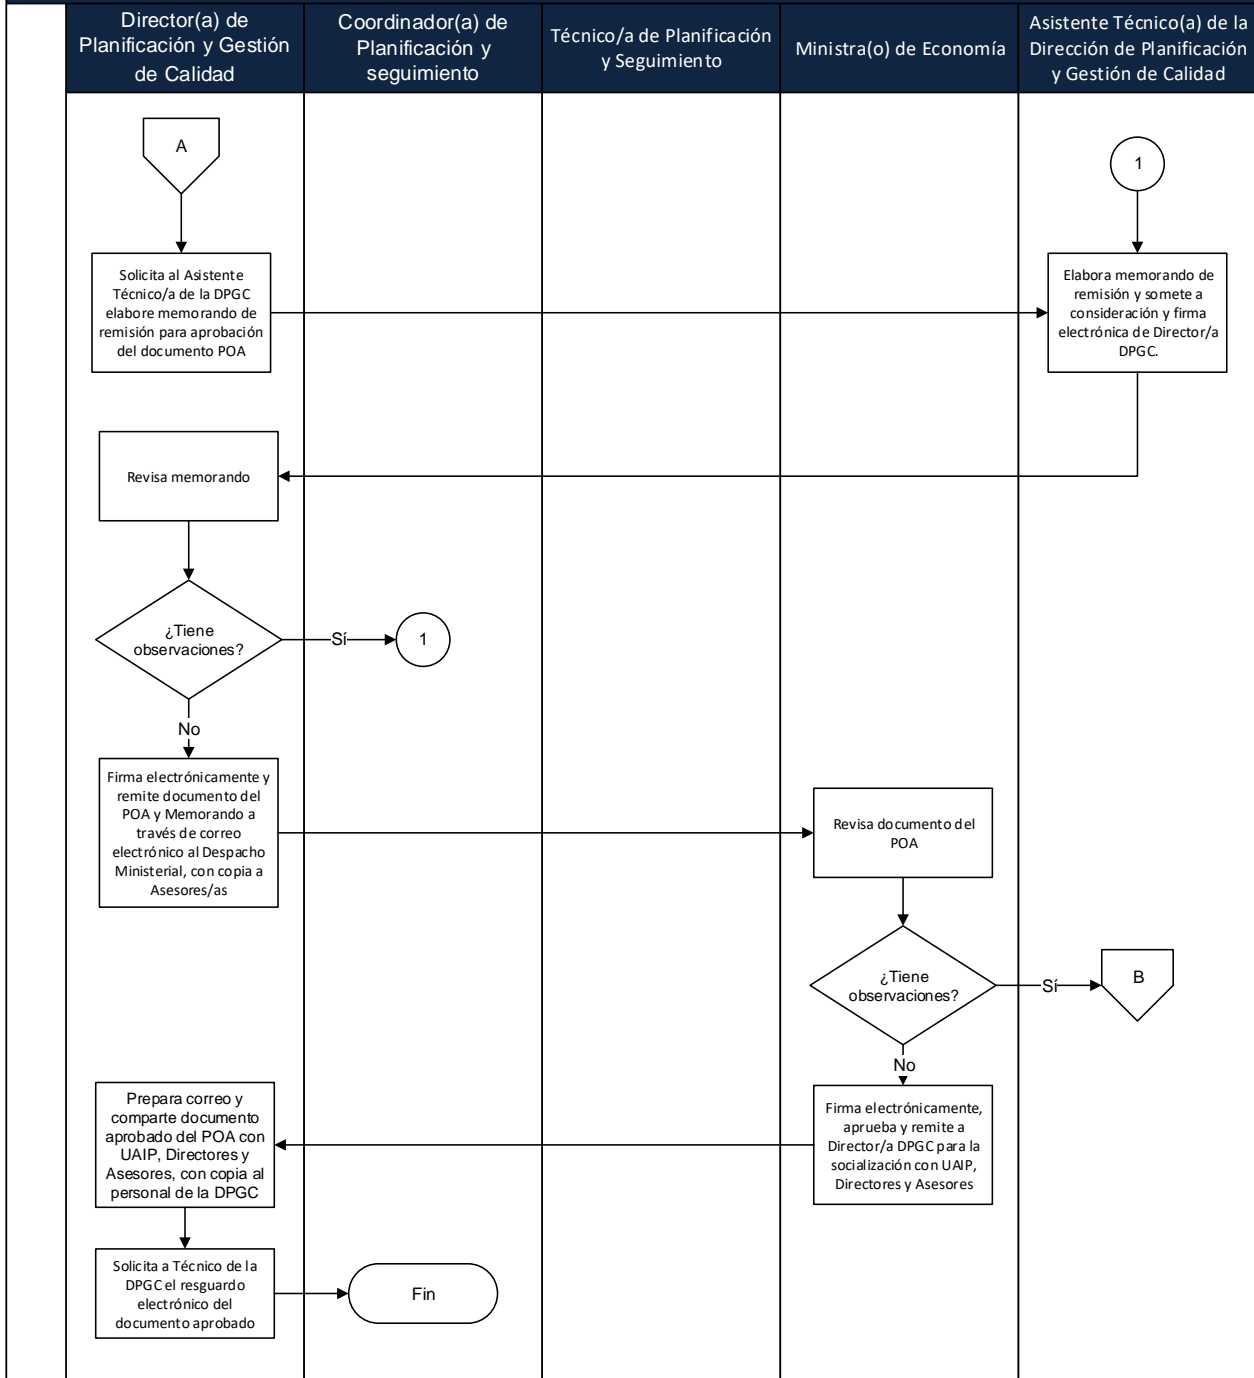 Director(a) de
Planificación y Gestión
de Calidad
Coordinador(a) de
Planificación y
seguimiento
Técnico/a de Planificación
y Seguimiento
Ministra(o) de Economía
Asistente Técnico(a) de la
Dirección de Planificación
y Gestión de Calidad
A
1
Solicita al Asistente
Técnico/a de la DPGC
elabore memorando de
remisión para aprobación
del documento POA
Elabora memorando de
remisión y somete a
consideración y firma
electrónica de Director/a
DPGC.
Revisa memorando
¿Tiene
observaciones?
Sí
1
No
Firma electrónicamente y
remite documento del
POA y Memorando a
través de correo
electrónico al Despacho
Ministerial, con copia a
Asesores/as
Revisa documento del
POA
¿Tiene
observaciones?
Sí
B
No
Prepara correo y
comparte documento
aprobado del POA con
UAIP, Directores y
Asesores, con copia al
personal de la DPGC
Firma electrónicamente,
aprueba y remite a
Director/a DPGC para la
socialización con UAIP,
Directores y Asesores
Solicita a Técnico de la
DPGC el resguardo
electrónico del
documento aprobado
Fin